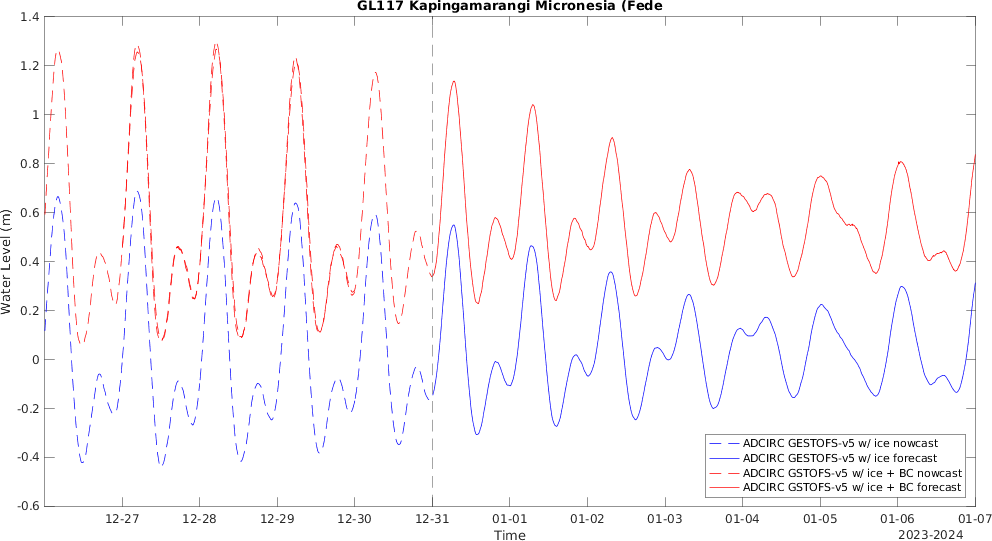 GL117 Kapingamarangi Micronesia (Fede
1.4
1.2
1
0.8
0.6
0.4
0.2
0
-0.2
-0.4
-0.6
Water Level (m)
12-27 12-28 12-29 12-30 12-31 01-01 01-02 01-03 01-04 01-05 01-06 01-07
Time
2023-2024
ADCIRC GESTOFS-v5 w/ ice nowcast
ADCIRC GESTOFS-v5 w/ ice forecast
ADCIRC GSTOFS-v5 w/ ice + BC nowcast
ADCIRC GSTOFS-v5 w/ ice + BC forecast